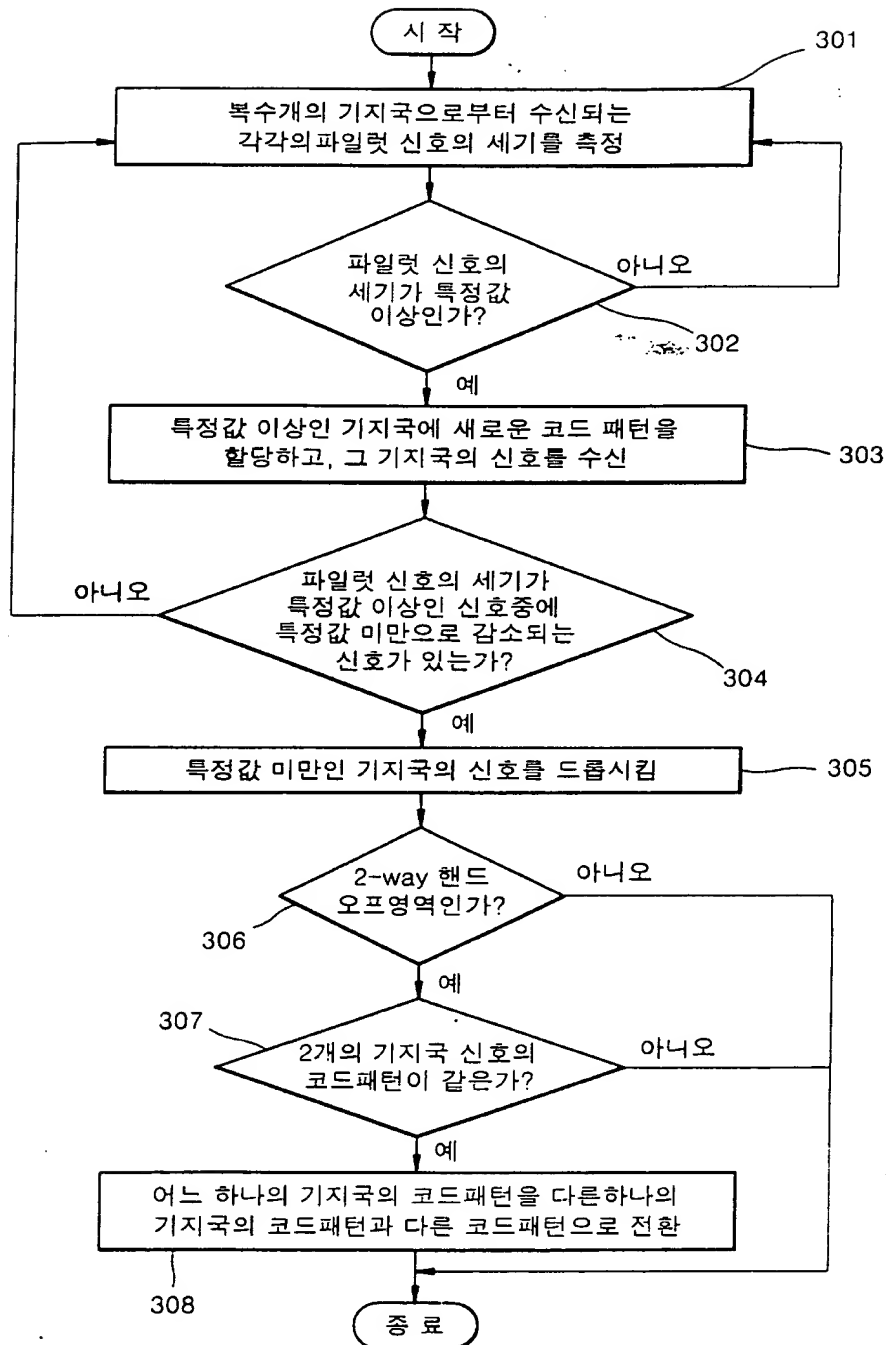 시 작
301
복수개의 기지국으로부터 수신되는
각각의파일럿 신호의 세기를 측정
파일럿 신호의
세기가 특정값
이상인가?
아니오
302
예
특정값 이상인 기지국에 새로운 코드 패턴을
할당하고, 그 기지국의 신호를 수신
303
파일럿 신호의 세기가
특정값 이상인 신호중에
특정값 미만으로 감소되는
신호가 있는가?
아니오
304
예
특정값 미만인 기지국의 신호를 드롭시킴
305
2-way 핸드
오프영역인가?
아니오
306
예
307
2개의 기지국 신호의
코드패턴이 같은가?
아니오
예
어느 하나의 기지국의 코드패턴을 다른하나의
기지국의 코드패턴과 다른 코드패턴으로 전환
308
종 료